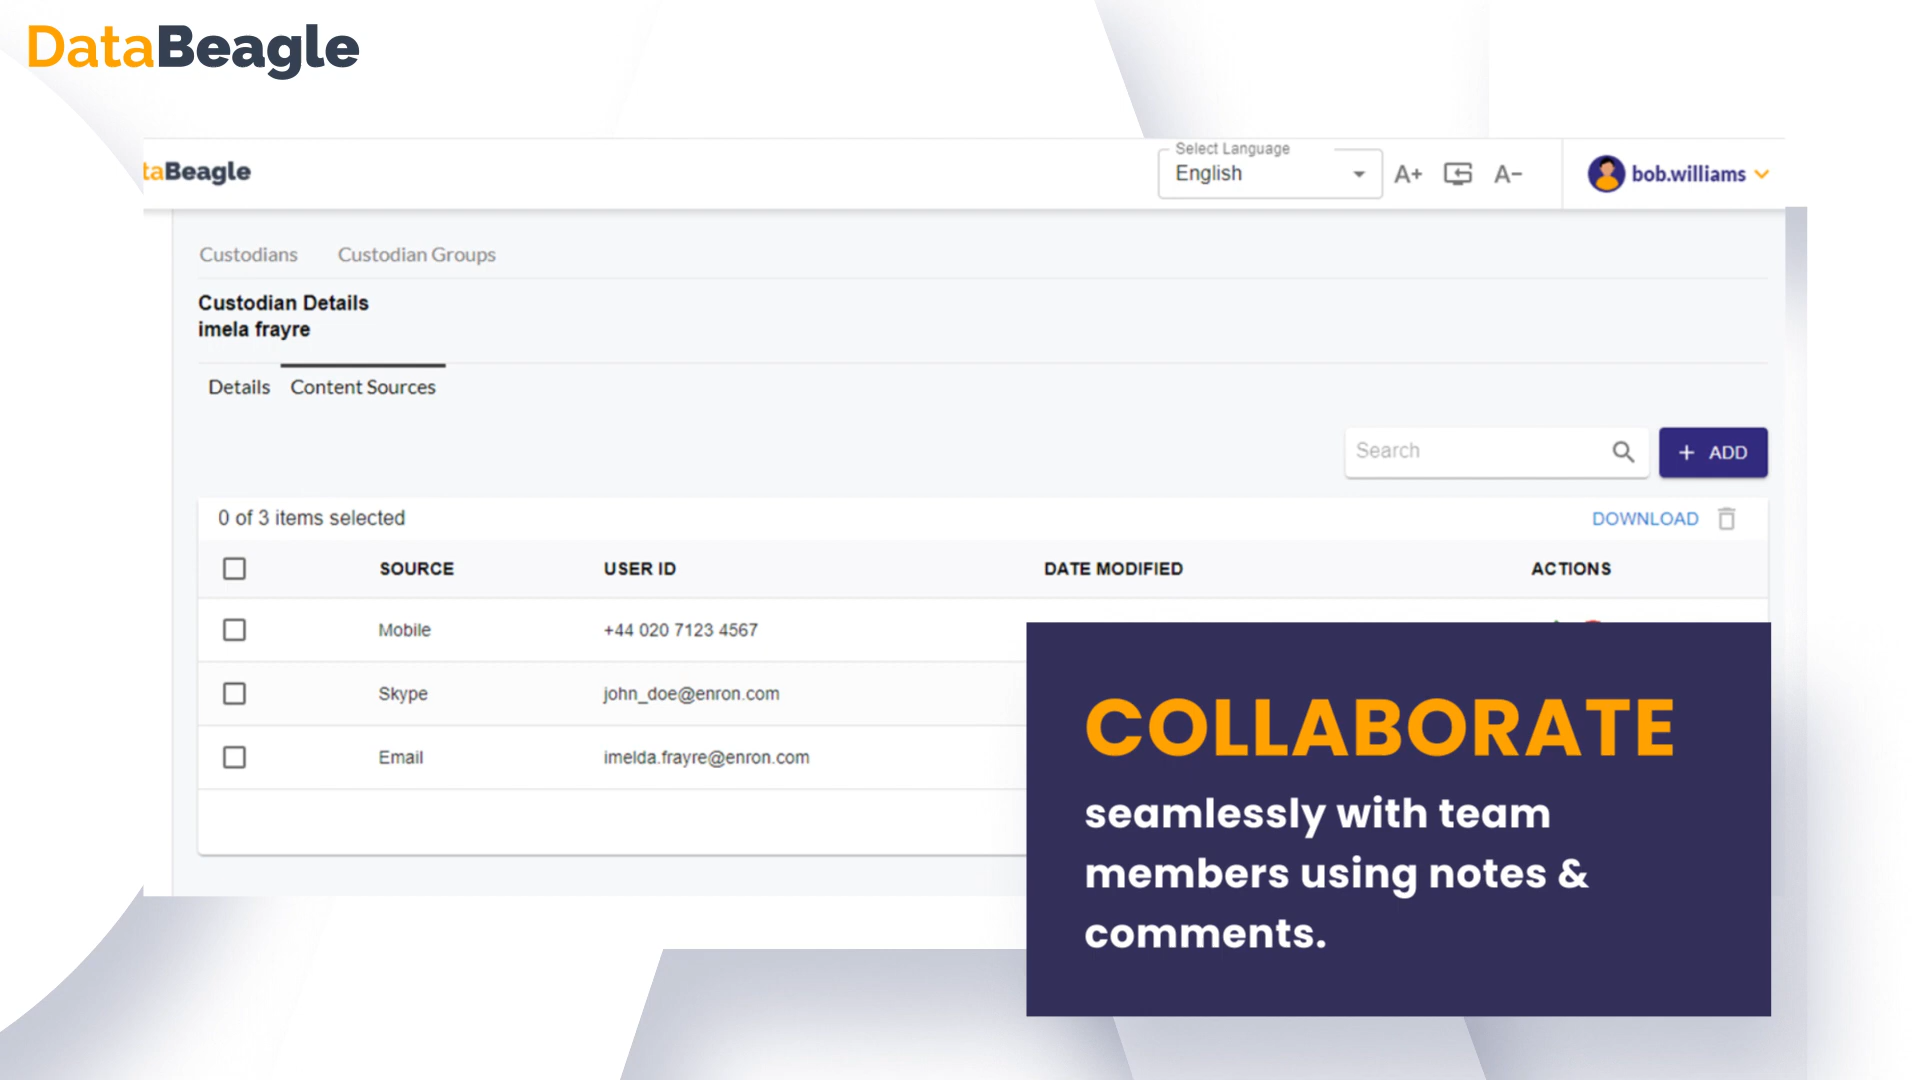 DataBeagle
taBeagle
Select Language
English
A+
A-
bob.williams
Custodians Custodian Groups
Custodian Details
imela frayre
Details Content Sources
Search
+ ADD
0 of 3 items selected
DOWNLOAD
SOURCE USER ID DATE MODIFIED ACTIONS
Mobile +44 020 7123 4567
Skype john_doe@enron.com
Email imelda.frayre@enron.com
COLLABORATE
seamlessly with team
members using notes &
comments.